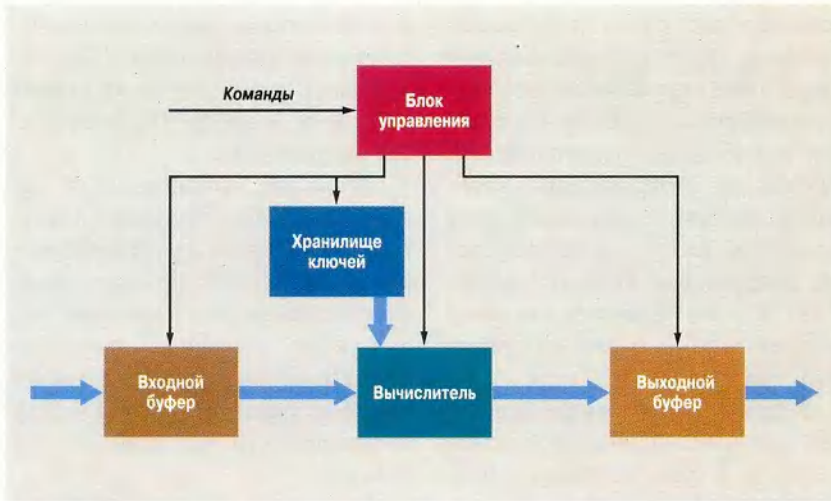 Команды
Блок
управления
Хранилище
ключей
Входной
буфер
Вычислитель
Выходной
буфер